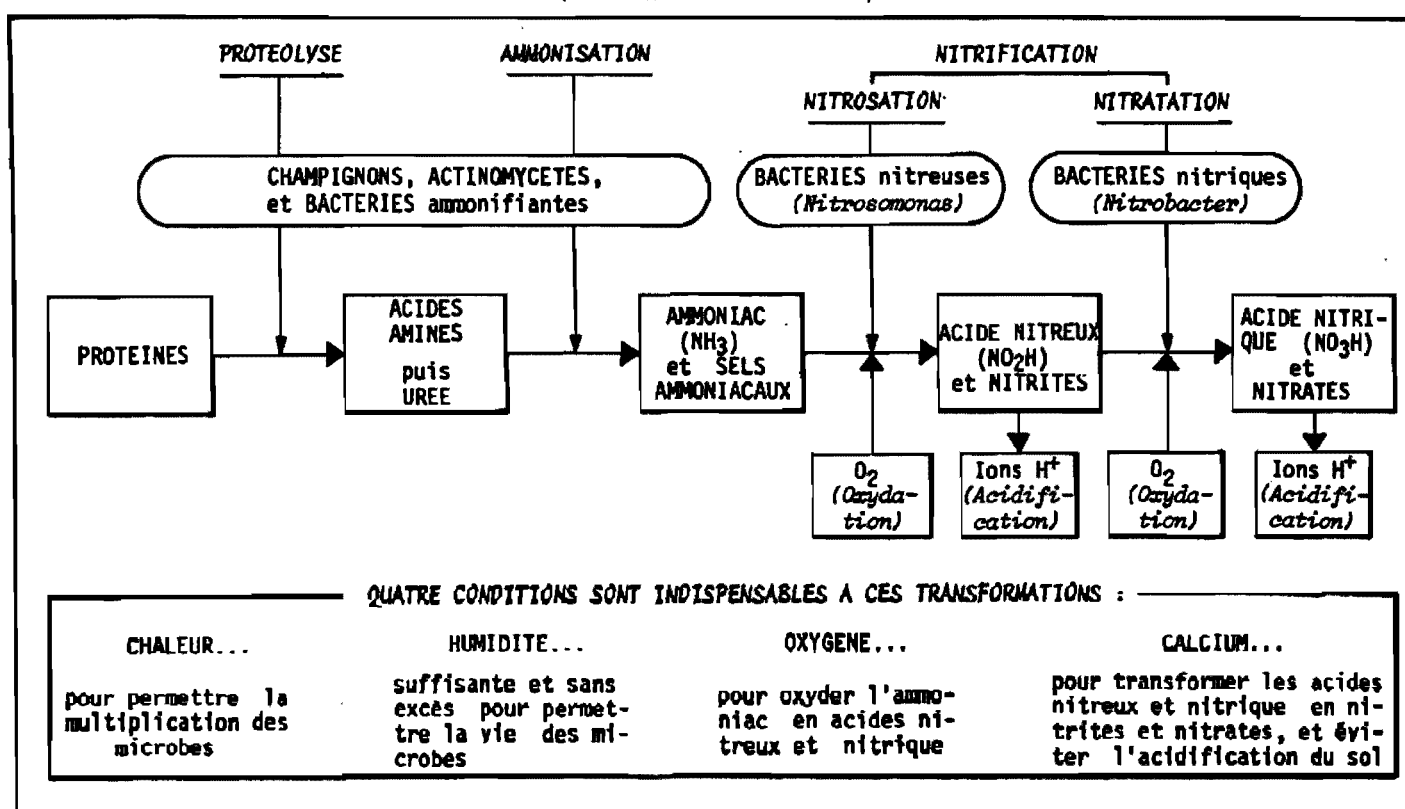 PROTEOLYSE
AMMONISATION
NITRIFICATION
NITROSATION
NITRATATION
CHAMPIGNONS, ACTINOMYCETES,
et BACTERIES ammonifiantes
BACTERIES nitreuses
(Nitrosomonas)
BACTERIES nitriques
(Nitrobacter)
PROTEINES
ACIDES
AMINES
puis
UREE
AMMONIAC
(NH₃)
et SELS
AMMONIACAUX
ACIDE NITREUX
(NO₂H)
et NITRITES
ACIDE NITRI-
QUE (NO₃H)
et
NITRATES
O₂
(Oxyda-
tion)
Ions H⁺
(Acidifi-
cation)
O₂
(Oxyda-
tion)
Ions H⁺
(Acidifi-
cation)
QUATRE CONDITIONS SONT INDISPENSABLES A CES TRANSFORMATIONS :
CHALEUR...
pour permettre la
multiplication des
microbes
HUMIDITE...
suffisante et sans
excès pour permet-
tre la vie des mi-
crobes
OXYGENE...
pour oxyder l'ammo-
niac en acides ni-
treux et nitrique
CALCIUM...
pour transformer les acides
nitreux et nitrique en ni-
trites et nitrates, et évi-
ter l'acidification du sol